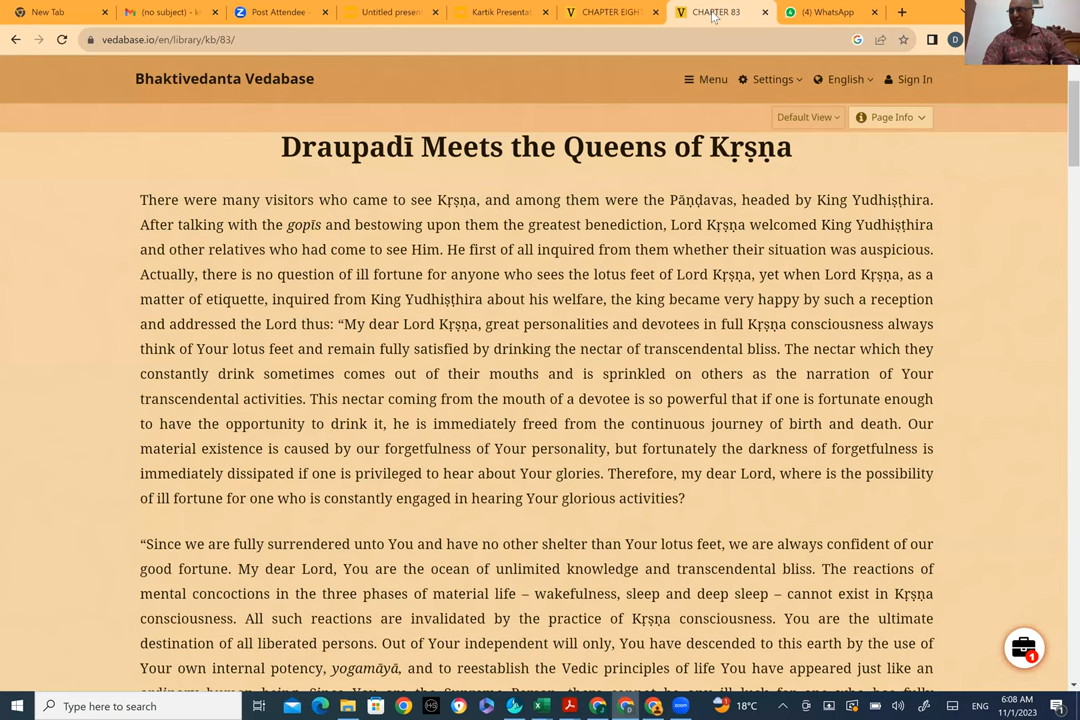 New Tab
(no subject) - k
Post Attendee -
Untitled presen
Kartik Presenta
CHAPTER EIGH
CHAPTER 83
(4) WhatsApp
vedabase.io/en/library/kb/83/
D
Bhaktivedanta Vedabase
Menu Settings English Sign In
Default View Page Info
Draupadī Meets the Queens of Kṛṣṇa
There were many visitors who came to see Kṛṣṇa, and among them were the Pāṇḍavas, headed by King Yudhiṣṭhira.
After talking with the gopīs and bestowing upon them the greatest benediction, Lord Kṛṣṇa welcomed King Yudhiṣṭhira
and other relatives who had come to see Him. He first of all inquired from them whether their situation was auspicious.
Actually, there is no question of ill fortune for anyone who sees the lotus feet of Lord Kṛṣṇa, yet when Lord Kṛṣṇa, as a
matter of etiquette, inquired from King Yudhiṣṭhira about his welfare, the king became very happy by such a reception
and addressed the Lord thus: “My dear Lord Kṛṣṇa, great personalities and devotees in full Kṛṣṇa consciousness always
think of Your lotus feet and remain fully satisfied by drinking the nectar of transcendental bliss. The nectar which they
constantly drink sometimes comes out of their mouths and is sprinkled on others as the narration of Your
transcendental activities. This nectar coming from the mouth of a devotee is so powerful that if one is fortunate enough
to have the opportunity to drink it, he is immediately freed from the continuous journey of birth and death. Our
material existence is caused by our forgetfulness of Your personality, but fortunately the darkness of forgetfulness is
immediately dissipated if one is privileged to hear about Your glories. Therefore, my dear Lord, where is the possibility
of ill fortune for one who is constantly engaged in hearing Your glorious activities?
“Since we are fully surrendered unto You and have no other shelter than Your lotus feet, we are always confident of our
good fortune. My dear Lord, You are the ocean of unlimited knowledge and transcendental bliss. The reactions of
mental concoctions in the three phases of material life – wakefulness, sleep and deep sleep – cannot exist in Kṛṣṇa
consciousness. All such reactions are invalidated by the practice of Kṛṣṇa consciousness. You are the ultimate
destination of all liberated persons. Out of Your independent will only, You have descended to this earth by the use of
Your own internal potency, yogamāyā, and to reestablish the Vedic principles of life You have appeared just like an
1
Type here to search
18°C
ENG
6:08 AM
11/1/2023